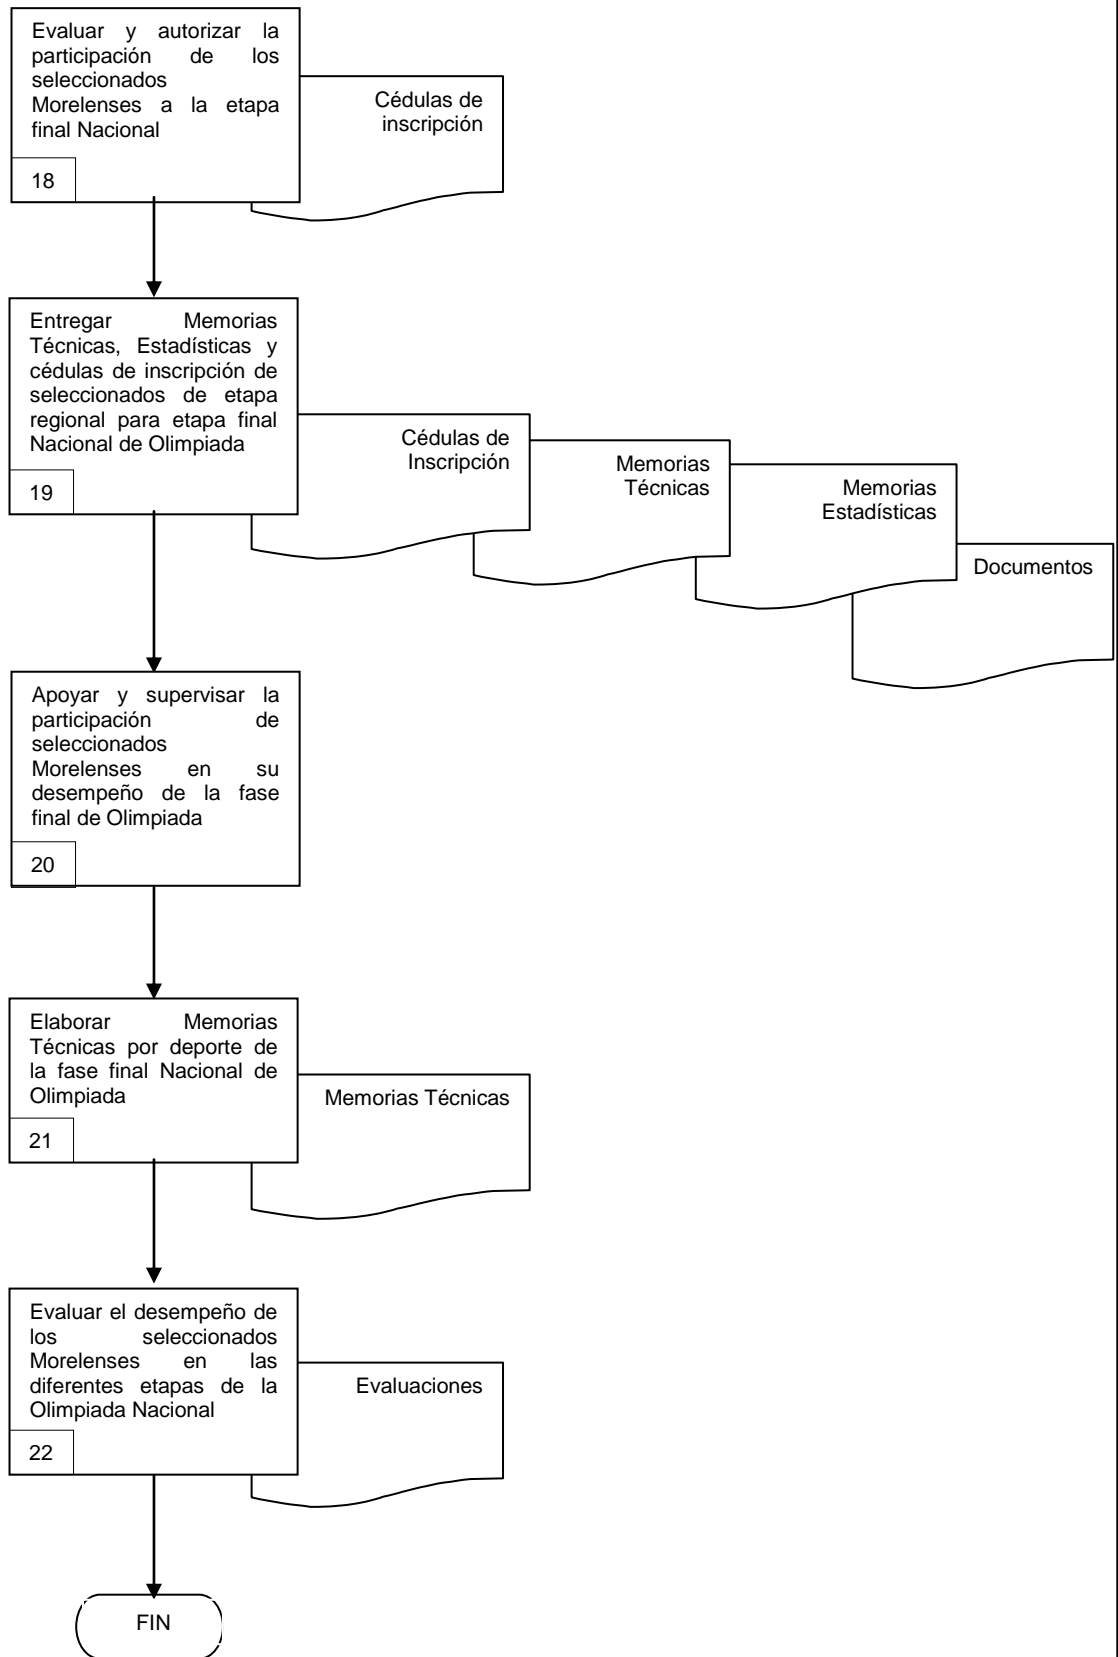 Evaluar y autorizar la
participación de los
seleccionados
Morelenses a la etapa
final Nacional
18
Cédulas de
inscripción
Entregar Memorias
Técnicas, Estadísticas y
cédulas de inscripción de
seleccionados de etapa
regional para etapa final
Nacional de Olimpiada
19
Cédulas de
Inscripción
Memorias
Técnicas
Memorias
Estadísticas
Documentos
Apoyar y supervisar la
participación de
seleccionados
Morelenses en su
desempeño de la fase
final de Olimpiada
20
Elaborar Memorias
Técnicas por deporte de
la fase final Nacional de
Olimpiada
21
Memorias Técnicas
Evaluar el desempeño de
los seleccionados
Morelenses en las
diferentes etapas de la
Olimpiada Nacional
22
Evaluaciones
FIN